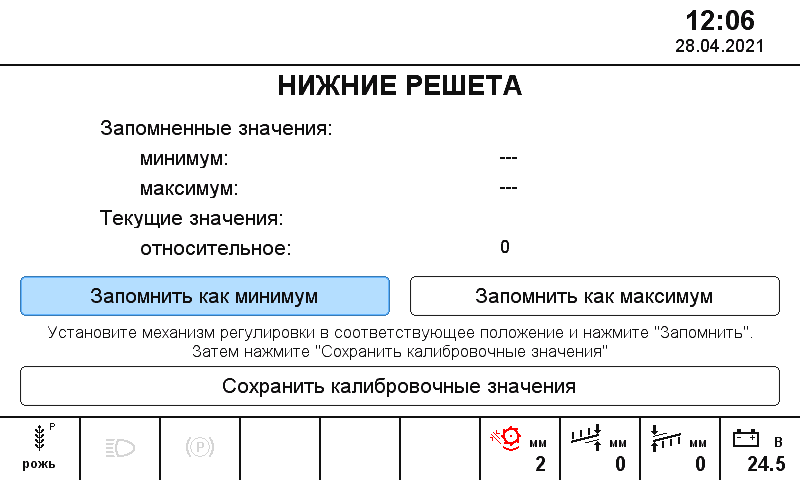 12:06
28.04.2021
НИЖНИЕ РЕШЕТА
Запомненные значения:
минимум: ---
максимум: ---
Текущие значения:
относительное: 0
Запомнить как минимум Запомнить как максимум
Установите механизм регулировки в соответствующее положение и нажмите "Запомнить".
Затем нажмите "Сохранить калибровочные значения"
Сохранить калибровочные значения
P
(P)
мм мм мм В
рожь 2 0 0 24.5